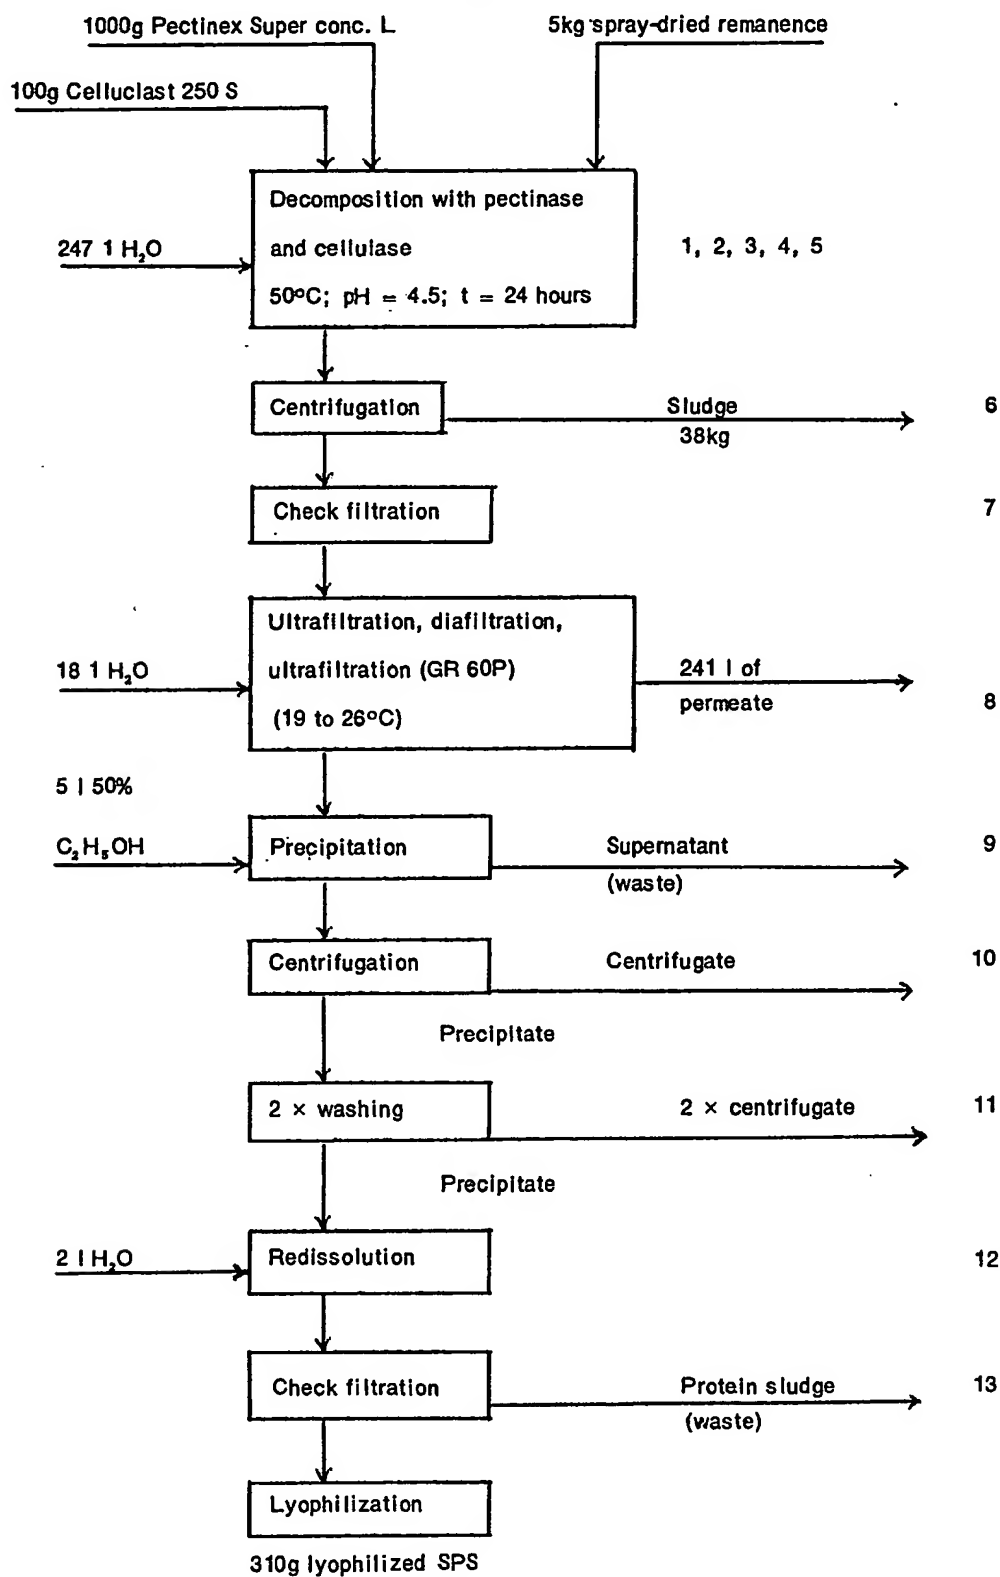 1000g Pectinex Super conc. L
5kg spray-dried remanence
100g Celluclast 250 S
Decomposition with pectinase
and cellulase
50°C; pH = 4.5; t = 24 hours
247 l H₂O
1, 2, 3, 4, 5
Centrifugation
Sludge
38kg
6
Check filtration
7
Ultrafiltration, diafiltration,
ultrafiltration (GR 60P)
(19 to 26°C)
18 l H₂O
241 l of
permeate
8
5 l 50%
C₂H₅OH
Precipitation
Supernatant
(waste)
9
Centrifugation
Centrifugate
10
Precipitate
2 × washing
2 × centrifugate
11
Precipitate
2 l H₂O
Redissolution
12
Check filtration
Protein sludge
(waste)
13
Lyophilization
310g lyophilized SPS